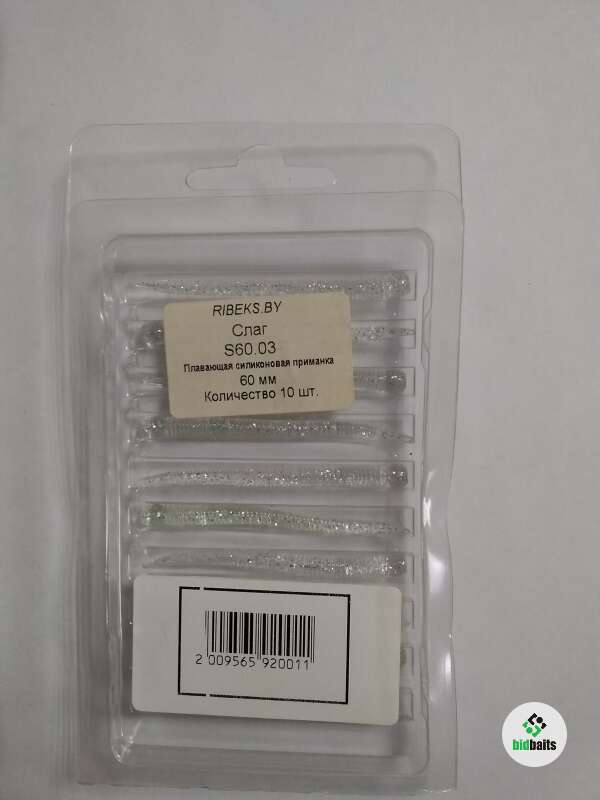 RIBEKS.BY
Слаг
S60.03
Плавающая силиконовая приманка
60 мм
Количество 10 шт.
2 009565 920011
bidbaits